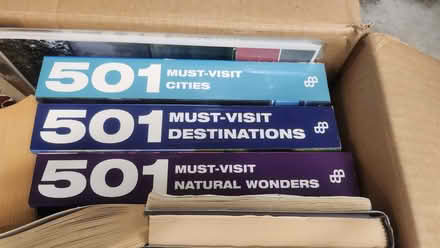 501 MUST-VISIT
CITIES
501 MUST-VISIT
DESTINATIONS
501 MUST-VISIT
NATURAL WONDERS